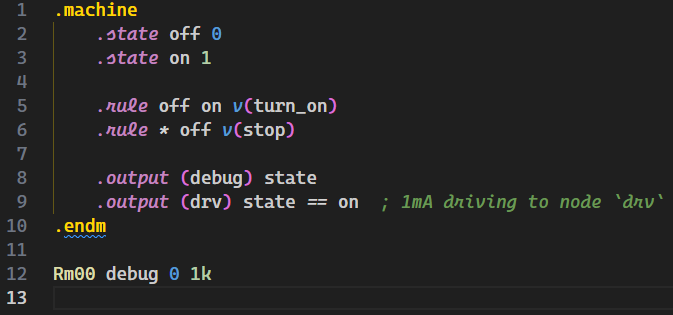 1 .machine
2 .state off 0
3 .state on 1
4
5 .rule off on v(turn_on)
6 .rule * off v(stop)
7
8 .output (debug) state
9 .output (drv) state == on ; 1mA driving to node `drv`
10 .endm
11
12 Rm00 debug 0 1k
13